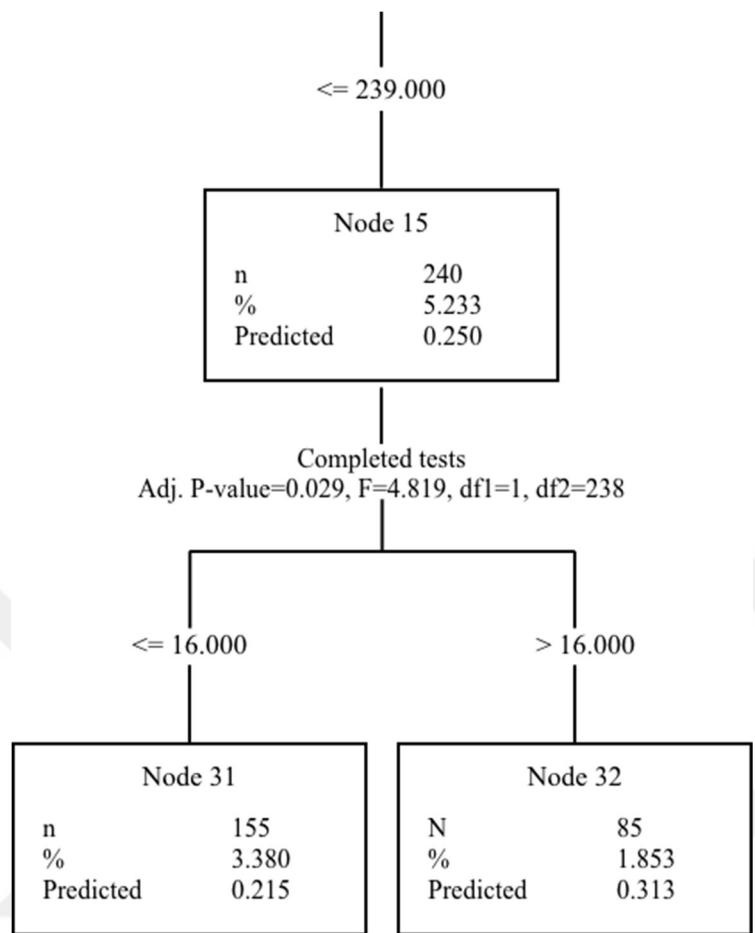 <= 239.000
Node 15
n 240
% 5.233
Predicted 0.250
Completed tests
Adj. P-value=0.029, F=4.819, df1=1, df2=238
<= 16.000
> 16.000
Node 31
n 155
% 3.380
Predicted 0.215
Node 32
N 85
% 1.853
Predicted 0.313